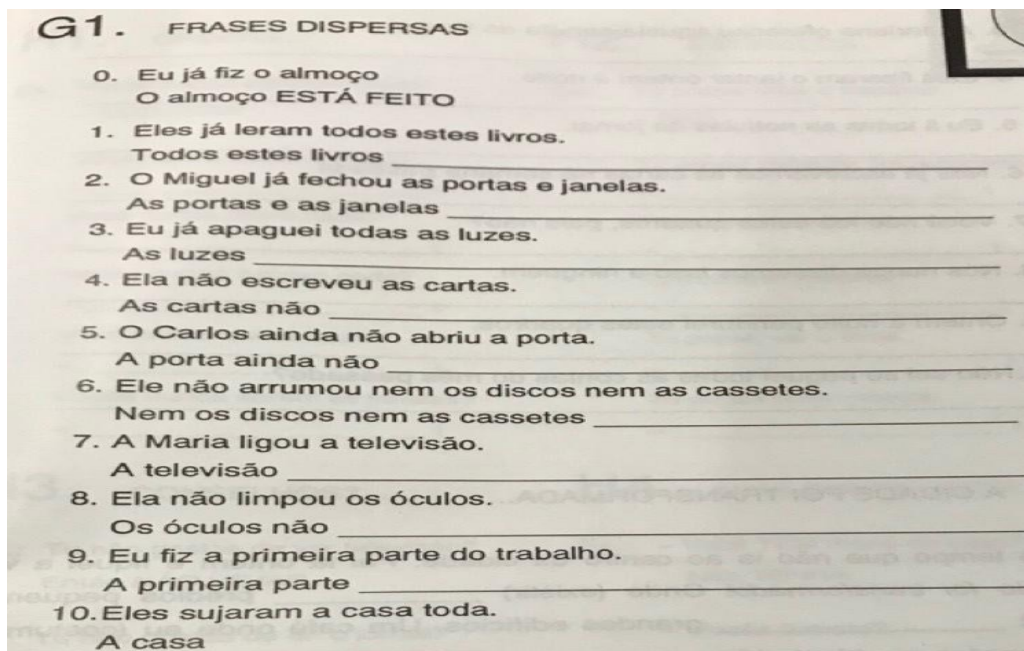 G1. FRASES DISPERSAS
0. Eu já fiz o almoço
O almoço ESTÁ FEITO
1. Eles já leram todos estes livros.
Todos estes livros
2. O Miguel já fechou as portas e janelas.
As portas e as janelas
3. Eu já apaguei todas as luzes.
As luzes
4. Ela não escreveu as cartas.
As cartas não
5. O Carlos ainda não abriu a porta.
A porta ainda não
6. Ele não arrumou nem os discos nem as cassetes.
Nem os discos nem as cassetes
7. A Maria ligou a televisão.
A televisão
8. Ela não limpou os óculos.
Os óculos não
9. Eu fiz a primeira parte do trabalho.
A primeira parte
10. Eles sujaram a casa toda.
A casa